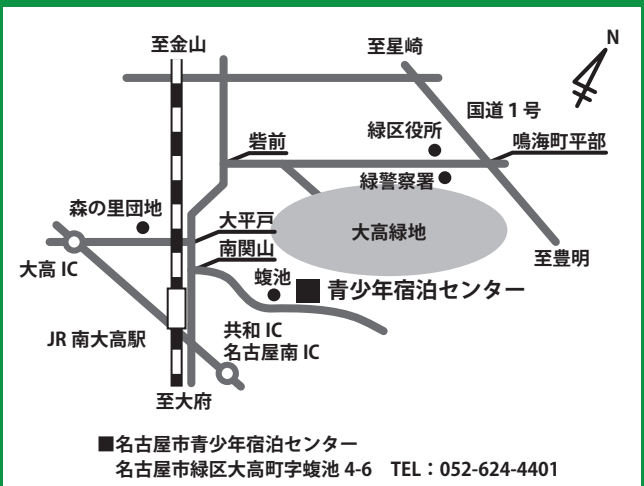 至金山
至星崎
N
国道1号
緑区役所
砦前
鳴海町平部
緑警察署
森の里団地
大平戸
大高緑地
南関山
至豊明
大高 IC
蝮池
青少年宿泊センター
JR 南大高駅
共和 IC
名古屋南 IC
至大府
■名古屋市青少年宿泊センター
名古屋市緑区大高町字蝮池 4-6　TEL：052-624-4401